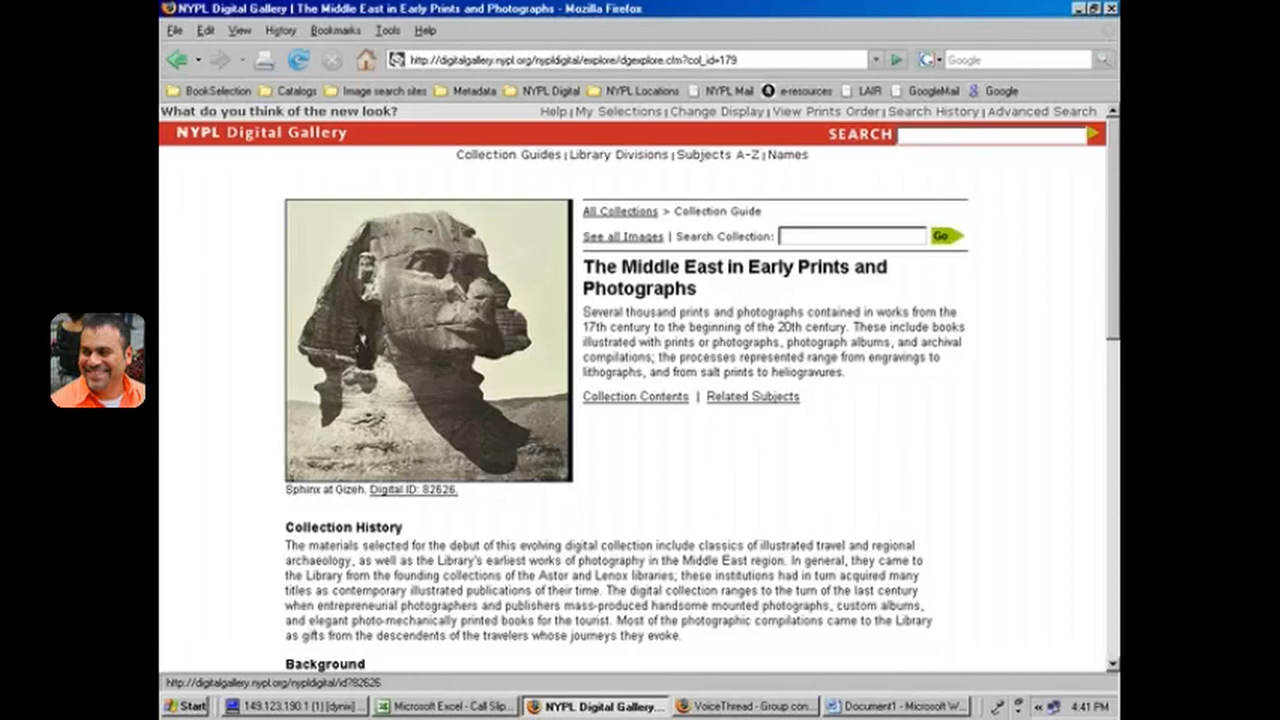 NYPL Digital Gallery | The Middle East in Early Prints and Photographs - Mozilla Firefox
File Edit View History Bookmarks Tools Help
http://digitalgallery.nypl.org/nypldigital/explore/dgexplore.cfm?col_id=179 Google
BookSelection Catalogs Image search sites Metadata NYPL Digital NYPL Locations NYPL Mail e-resources LAIR GoogleMail Google
What do you think of the new look? Help | My Selections | Change Display | View Prints Order | Search History | Advanced Search
NYPL Digital Gallery SEARCH
Collection Guides | Library Divisions | Subjects A-Z | Names
All Collections > Collection Guide
See all Images | Search Collection: Go
The Middle East in Early Prints and
Photographs
Several thousand prints and photographs contained in works from the
17th century to the beginning of the 20th century. These include books
illustrated with prints or photographs, photograph albums, and archival
compilations; the processes represented range from engravings to
lithographs, and from salt prints to heliogravures.
Collection Contents | Related Subjects
Sphinx at Gizeh. Digital ID: 82626.
Collection History
The materials selected for the debut of this evolving digital collection include classics of illustrated travel and regional
archaeology, as well as the Library's earliest works of photography in the Middle East region. In general, they came to
the Library from the founding collections of the Astor and Lenox libraries; these institutions had in turn acquired many
titles as contemporary illustrated publications of their time. The digital collection ranges to the turn of the last century
when entrepreneurial photographers and publishers mass-produced handsome mounted photographs, custom albums,
and elegant photo-mechanically printed books for the tourist. Most of the photographic compilations came to the Library
as gifts from the descendents of the travelers whose journeys they evoke.
Background
http://digitalgallery.nypl.org/nypldigital/id?82626
Start 149.123.190.1 (1) [dynix] ... Microsoft Excel - Call Slip... NYPL Digital Gallery... VoiceThread - Group con... Document1 - Microsoft W... « 4:41 PM